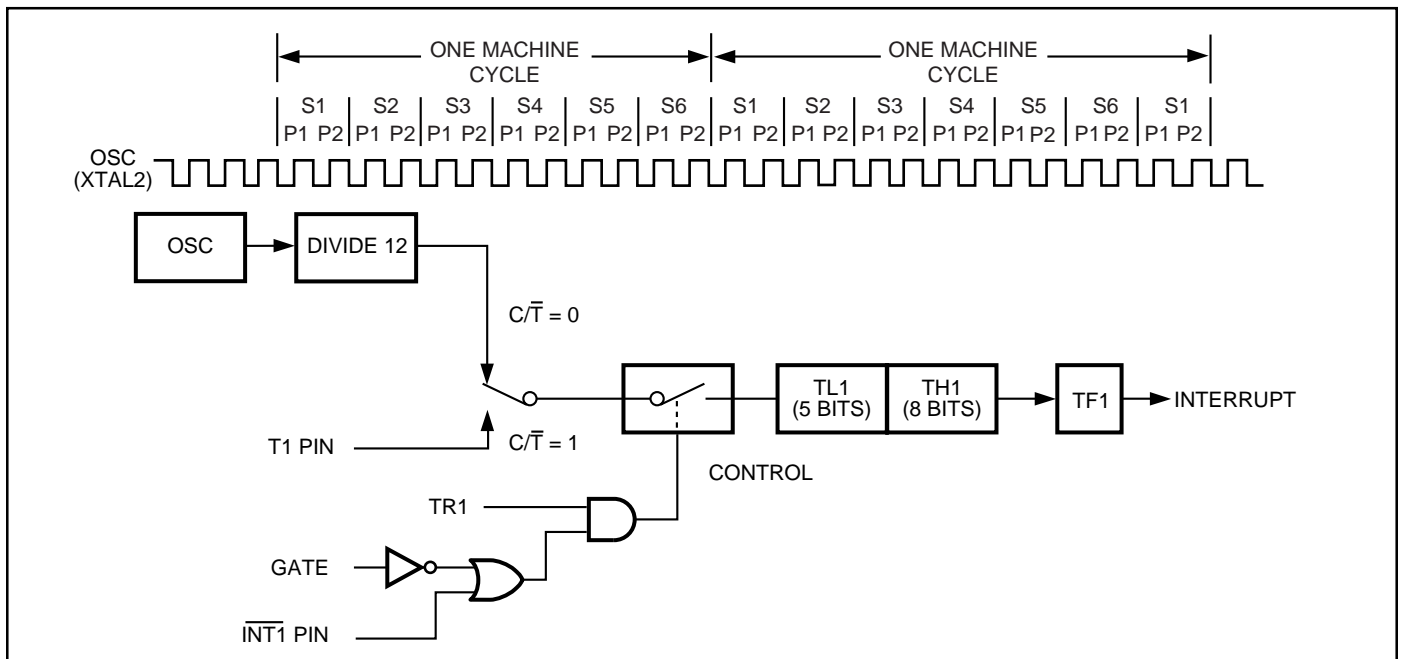 ONE MACHINE CYCLE
ONE MACHINE CYCLE
S1 S2 S3 S4 S5 S6 S1 S2 S3 S4 S5 S6 S1
P1 P2 P1 P2 P1 P2 P1 P2 P1 P2 P1 P2 P1 P2 P1 P2 P1 P2 P1 P2 P1 P2 P1 P2 P1 P2
OSC
(XTAL2)
OSC
DIVIDE 12
C/T̅ = 0
TL1
(5 BITS)
TH1
(8 BITS)
TF1
INTERRUPT
T1 PIN
C/T̅ = 1
CONTROL
TR1
GATE
I̅N̅T̅1̅ PIN